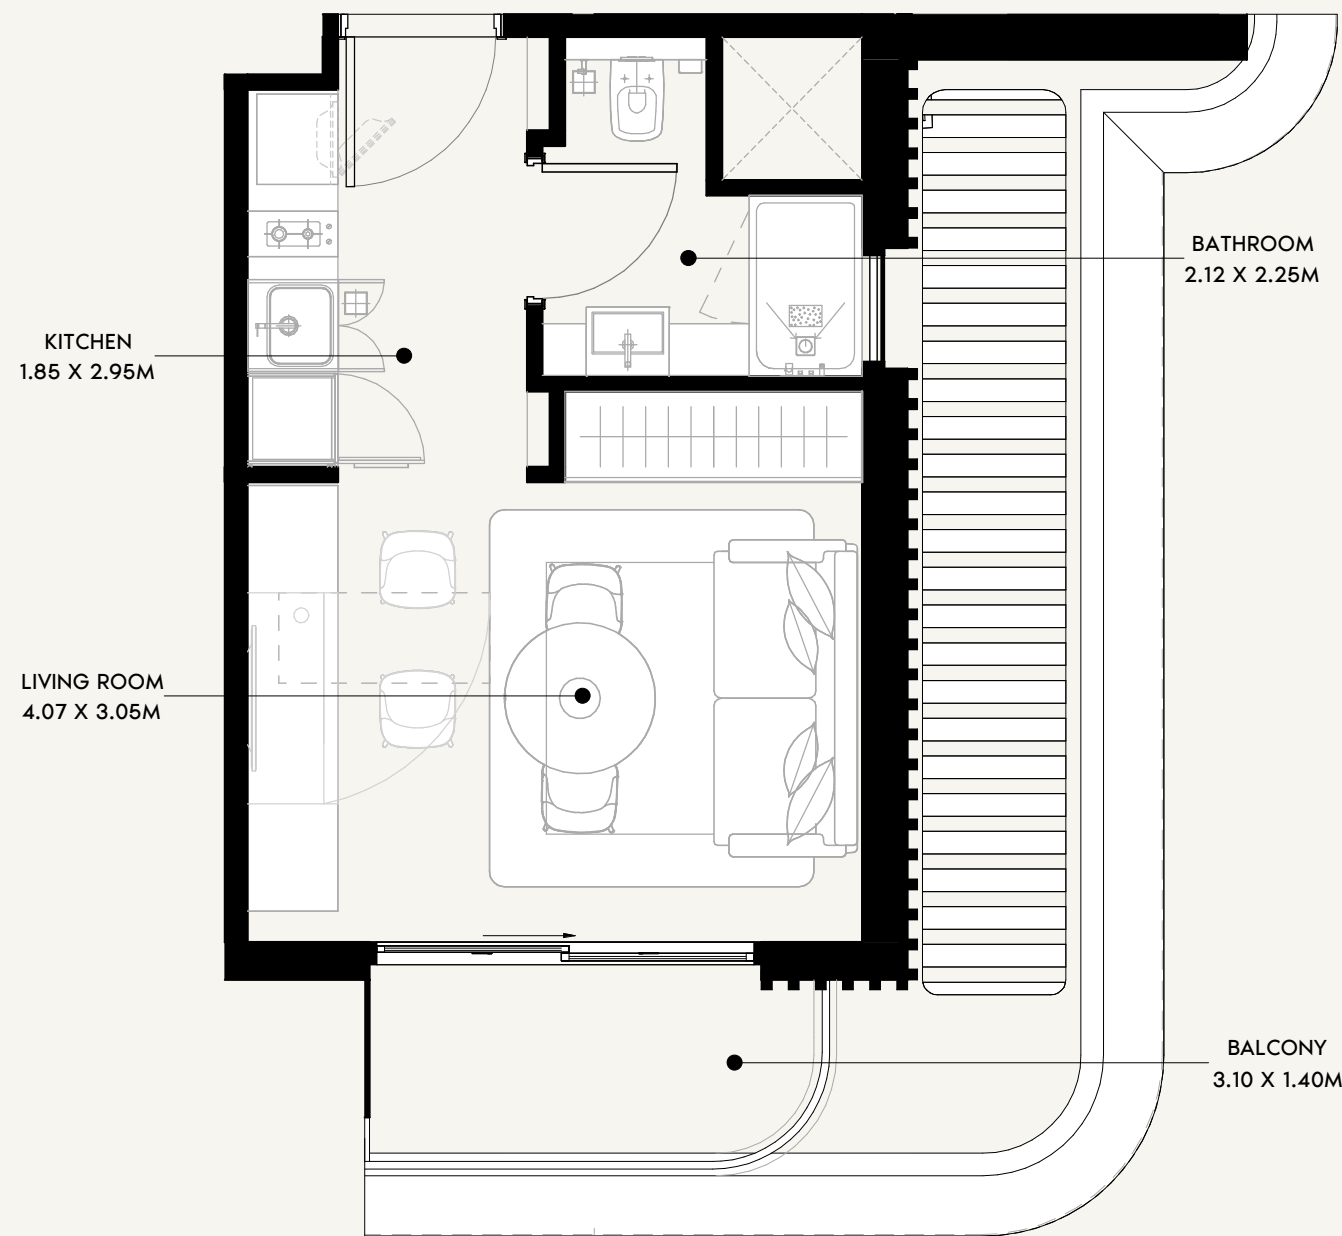 BATHROOM
2.12 X 2.25M
KITCHEN
1.85 X 2.95M
LIVING ROOM
4.07 X 3.05M
BALCONY
3.10 X 1.40M